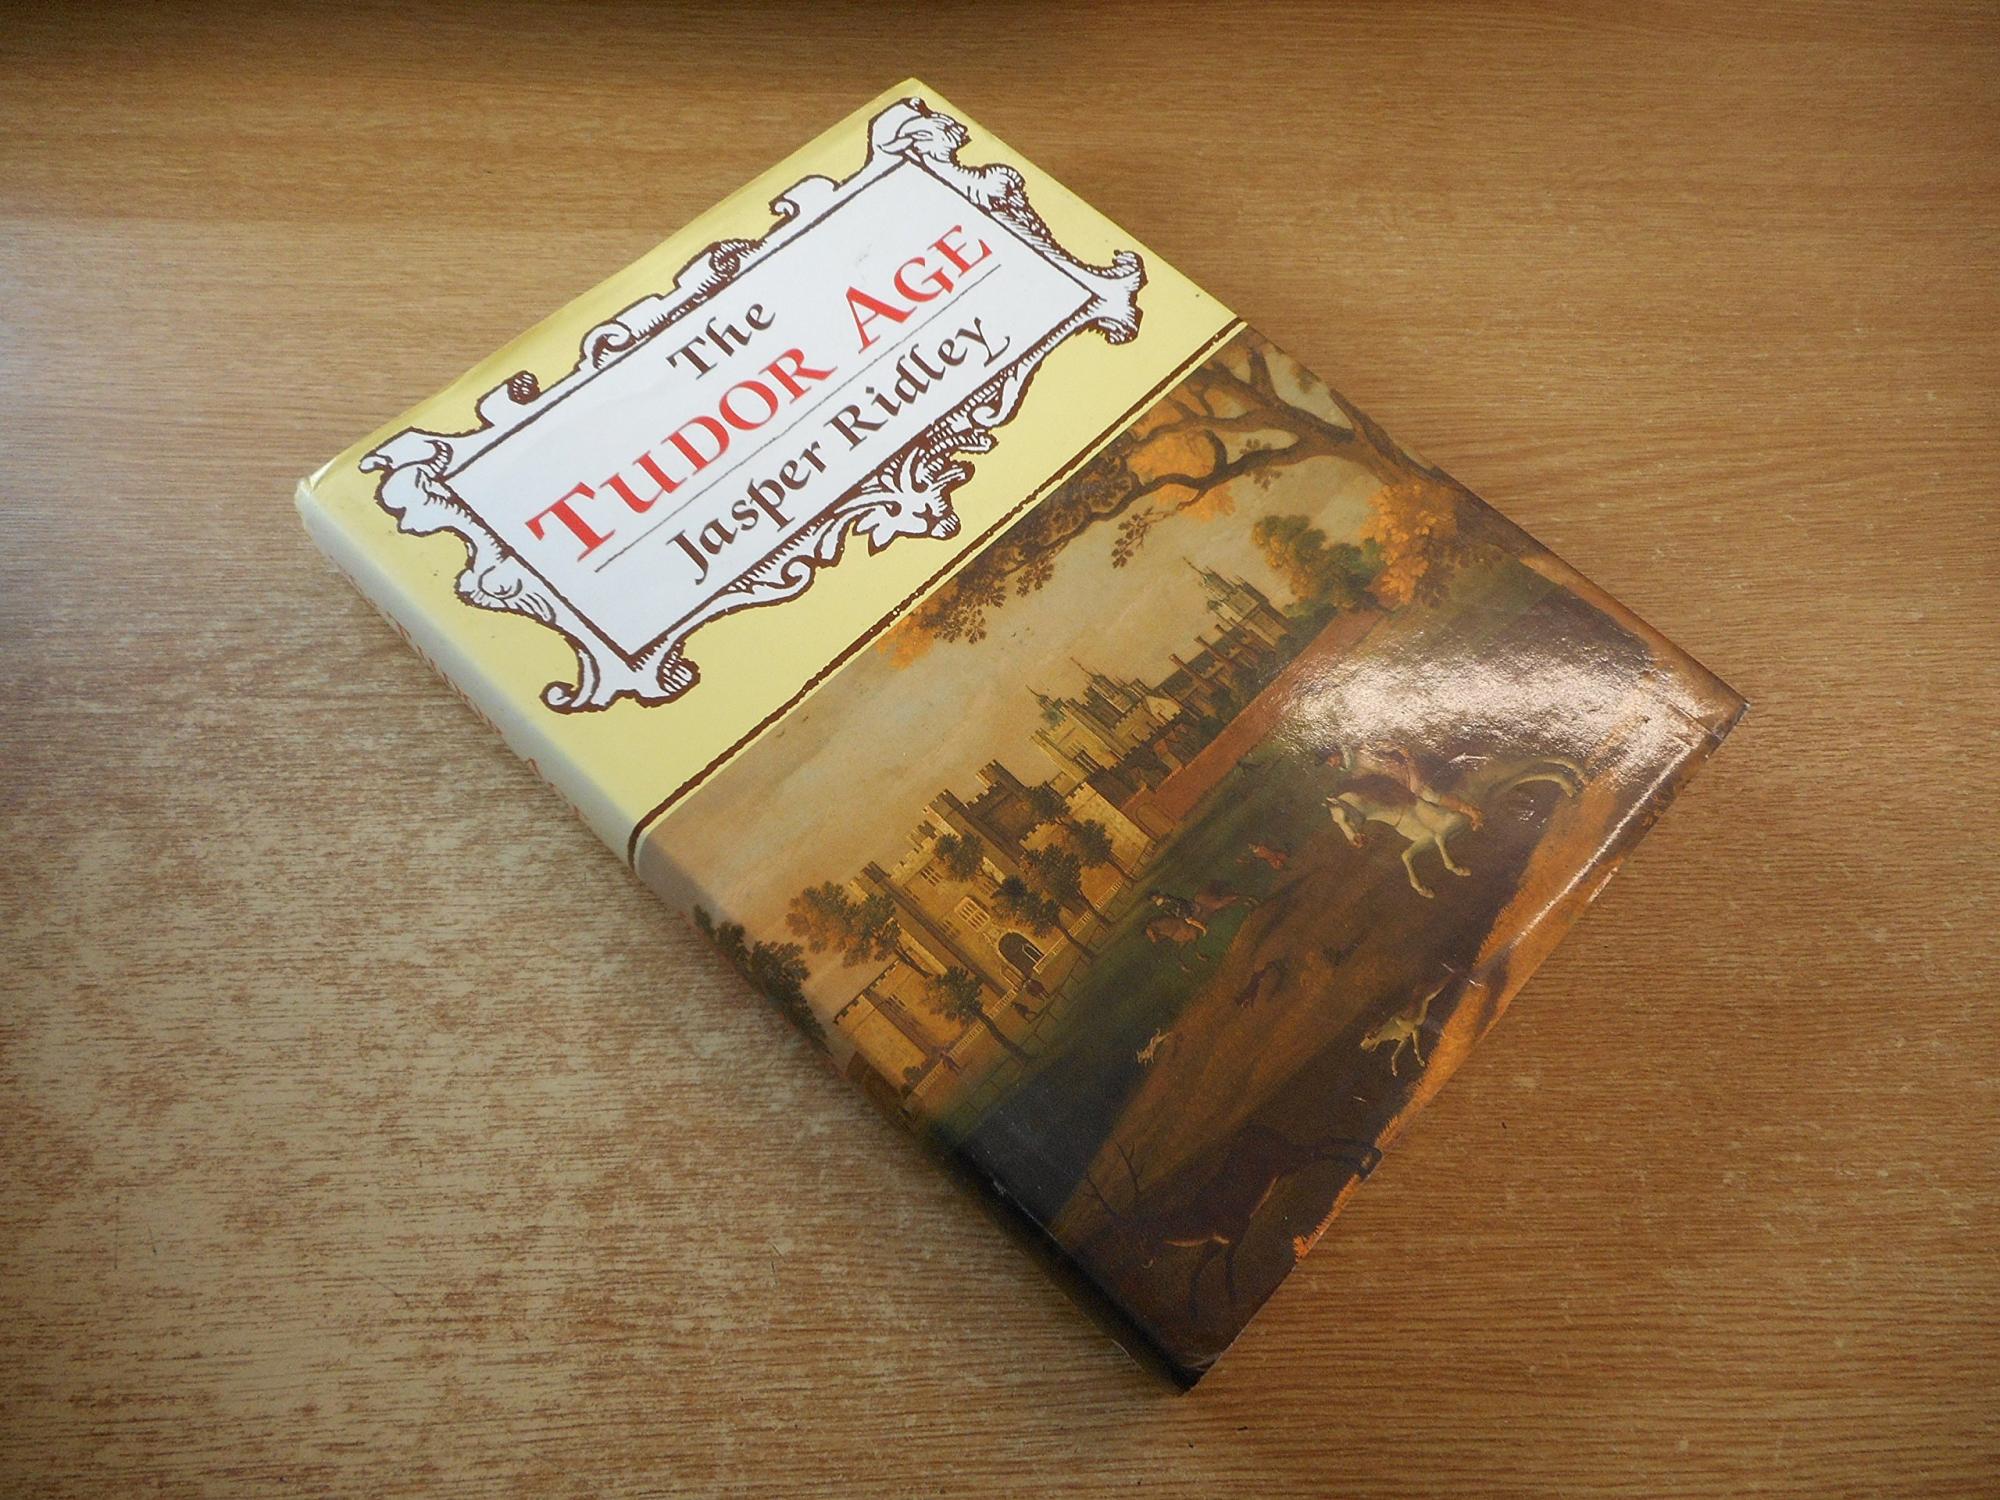 The
TUDOR AGE
Jasper Ridley